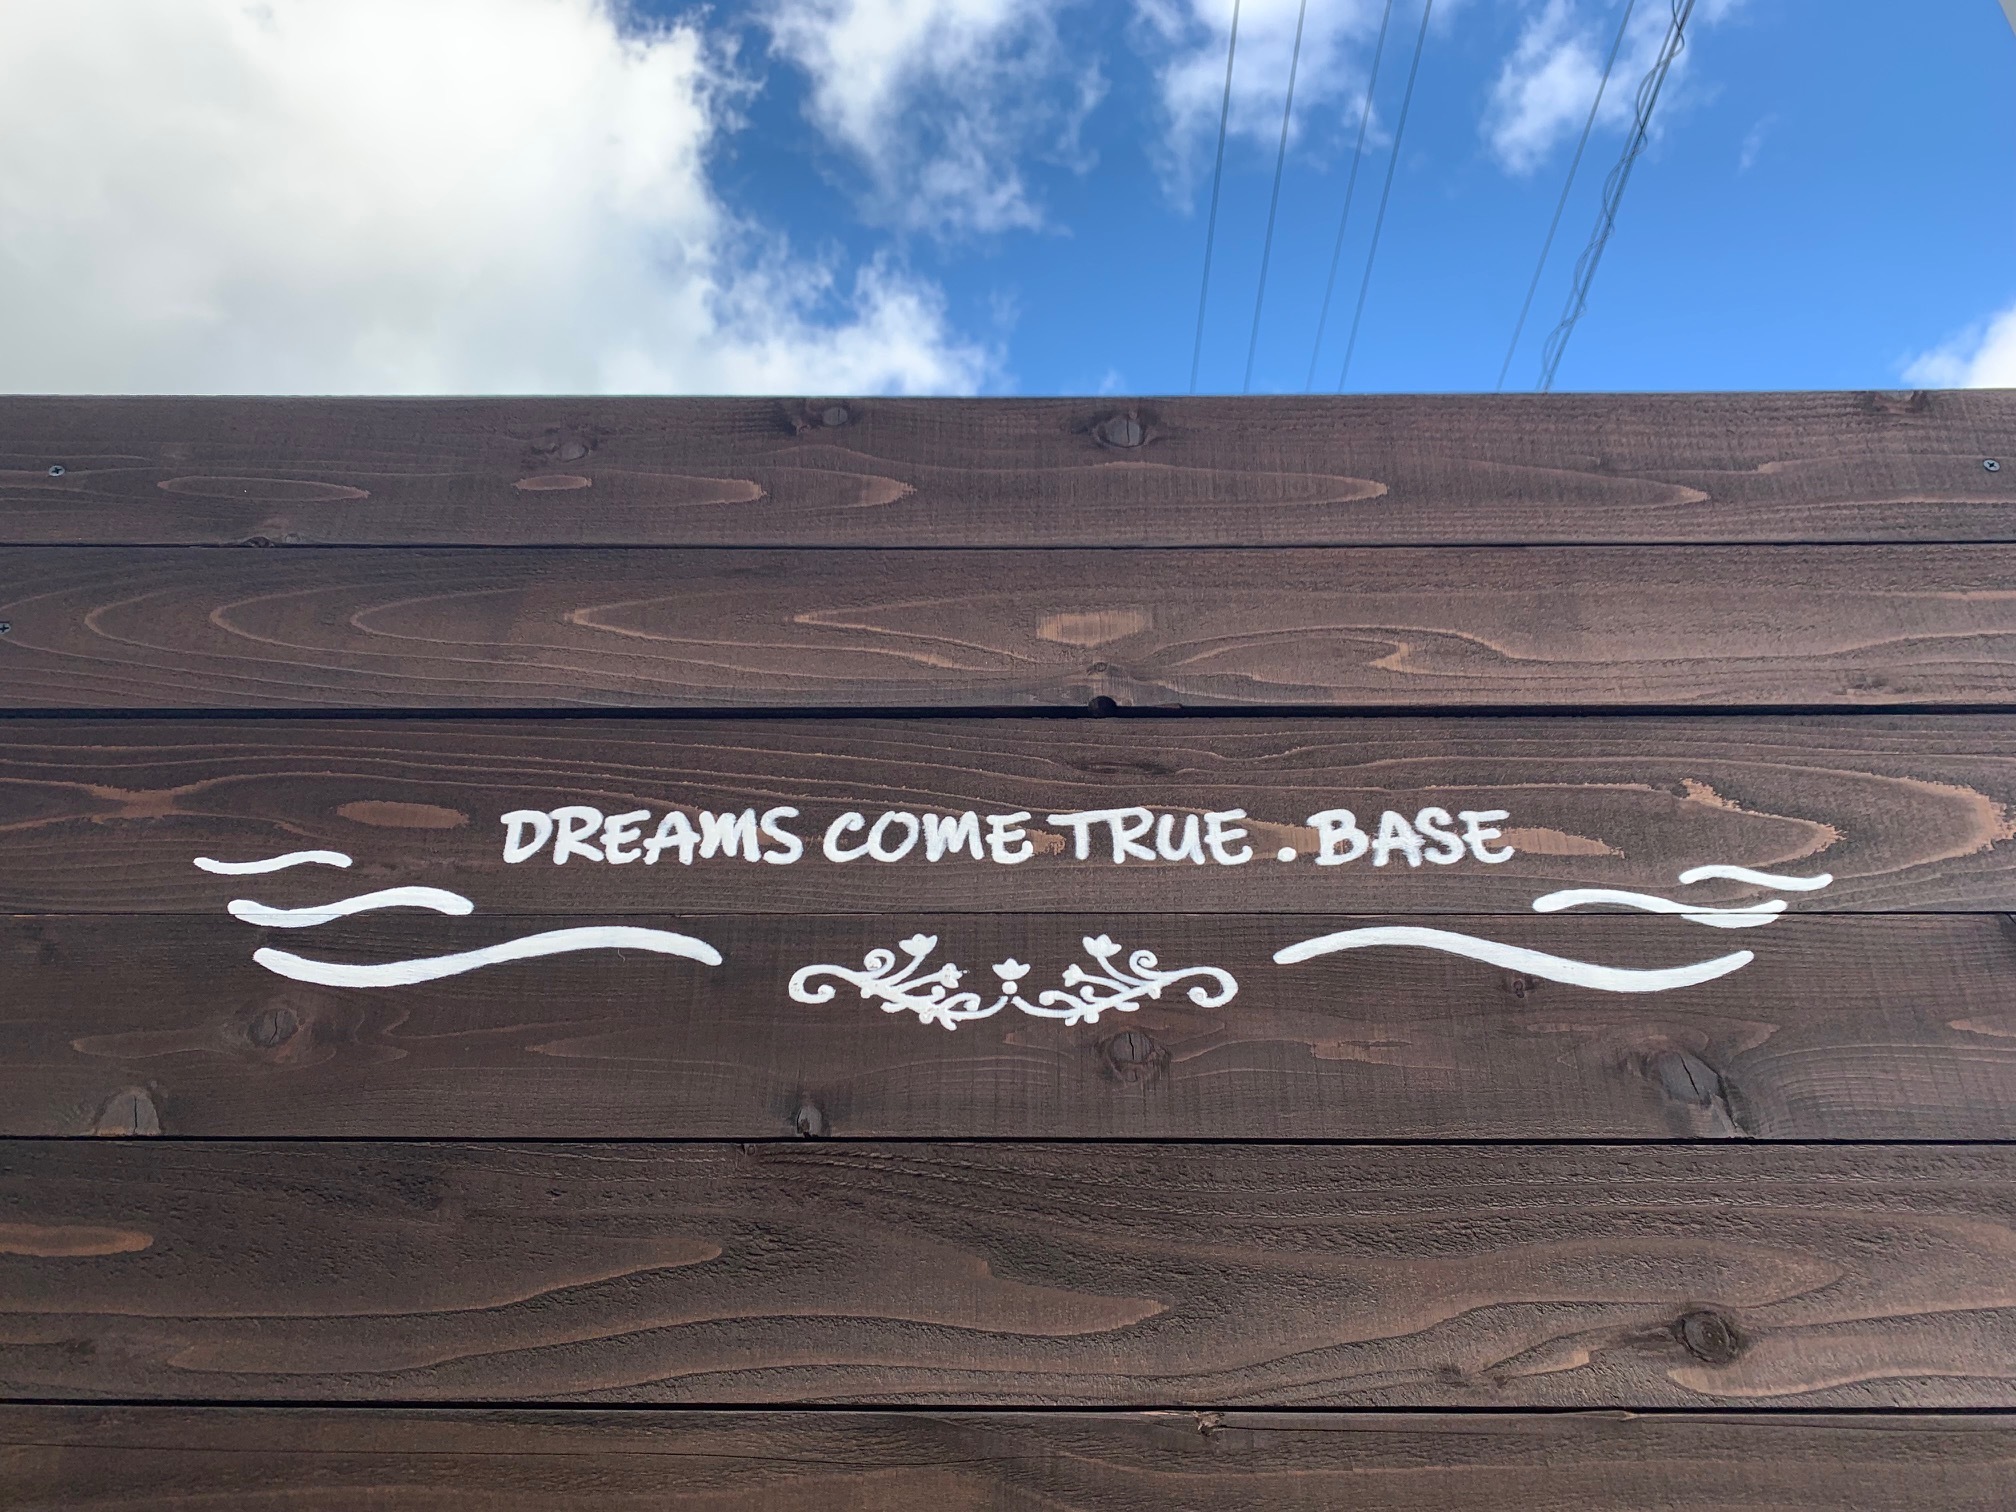 DREAMS COME TRUE . BASE